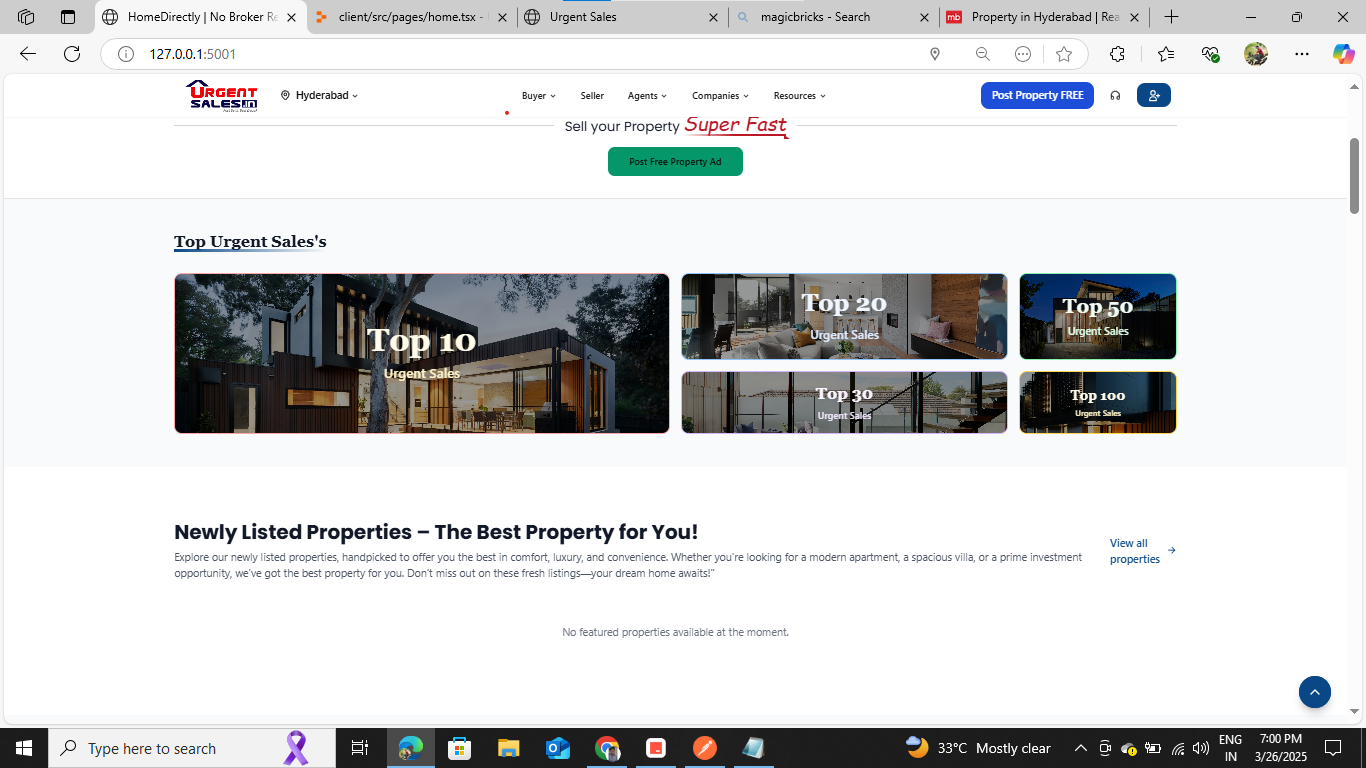 HomeDirectly | No Broker Re
client/src/pages/home.tsx -
Urgent Sales
magicbricks - Search
Property in Hyderabad | Rea
127.0.0.1:5001
URGENT
SALES.IN
Hyderabad
Buyer
Seller
Agents
Companies
Resources
Post Property FREE
Sell your Property Super Fast
Post Free Property Ad
Top Urgent Sales's
Top 10
Urgent Sales
Top 20
Urgent Sales
Top 50
Urgent Sales
Top 30
Urgent Sales
Top 100
Urgent Sales
Newly Listed Properties – The Best Property for You!
Explore our newly listed properties, handpicked to offer you the best in comfort, luxury, and convenience. Whether you're looking for a modern apartment, a spacious villa, or a prime investment
opportunity, we've got the best property for you. Don't miss out on these fresh listings—your dream home awaits!"
View all
properties
No featured properties available at the moment.
Type here to search
33°C Mostly clear
ENG
IN
7:00 PM
3/26/2025